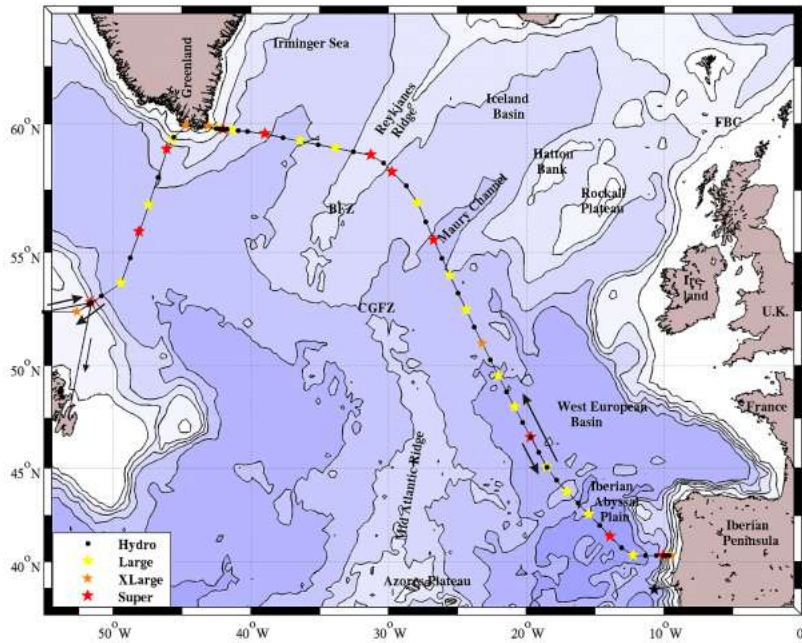 Irminger Sea
Greenland
60°N
Reykjanes
Ridge
Iceland
Basin
FBC
Hatton
Bank
Rockall
Plateau
BFZ
Maury Channel
55°N
Ire-
land
U.K.
CGFZ
50°N
West European
Basin
France
Mid Atlantic Ridge
45°N
Iberian
Abyssal
Plain
Iberian
Peninsula
Hydro
Large
XLarge
Super
40°N
Azores Plateau
50°W
40°W
30°W
20°W
10°W
0°